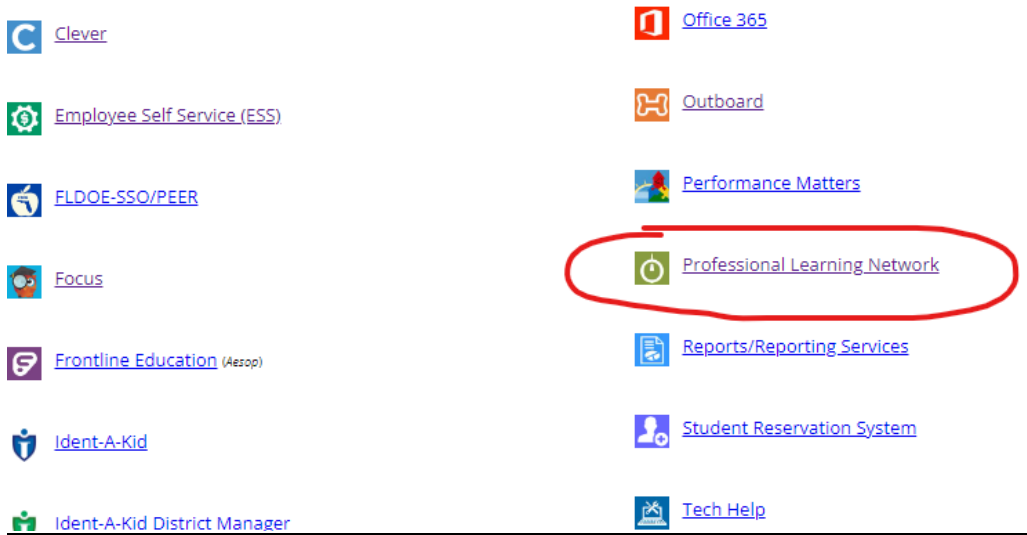 Clever
Employee Self Service (ESS)
FLDOE-SSO/PEER
Focus
Frontline Education (Aesop)
Ident-A-Kid
Ident-A-Kid District Manager
Office 365
Outboard
Performance Matters
Professional Learning Network
Reports/Reporting Services
Student Reservation System
Tech Help